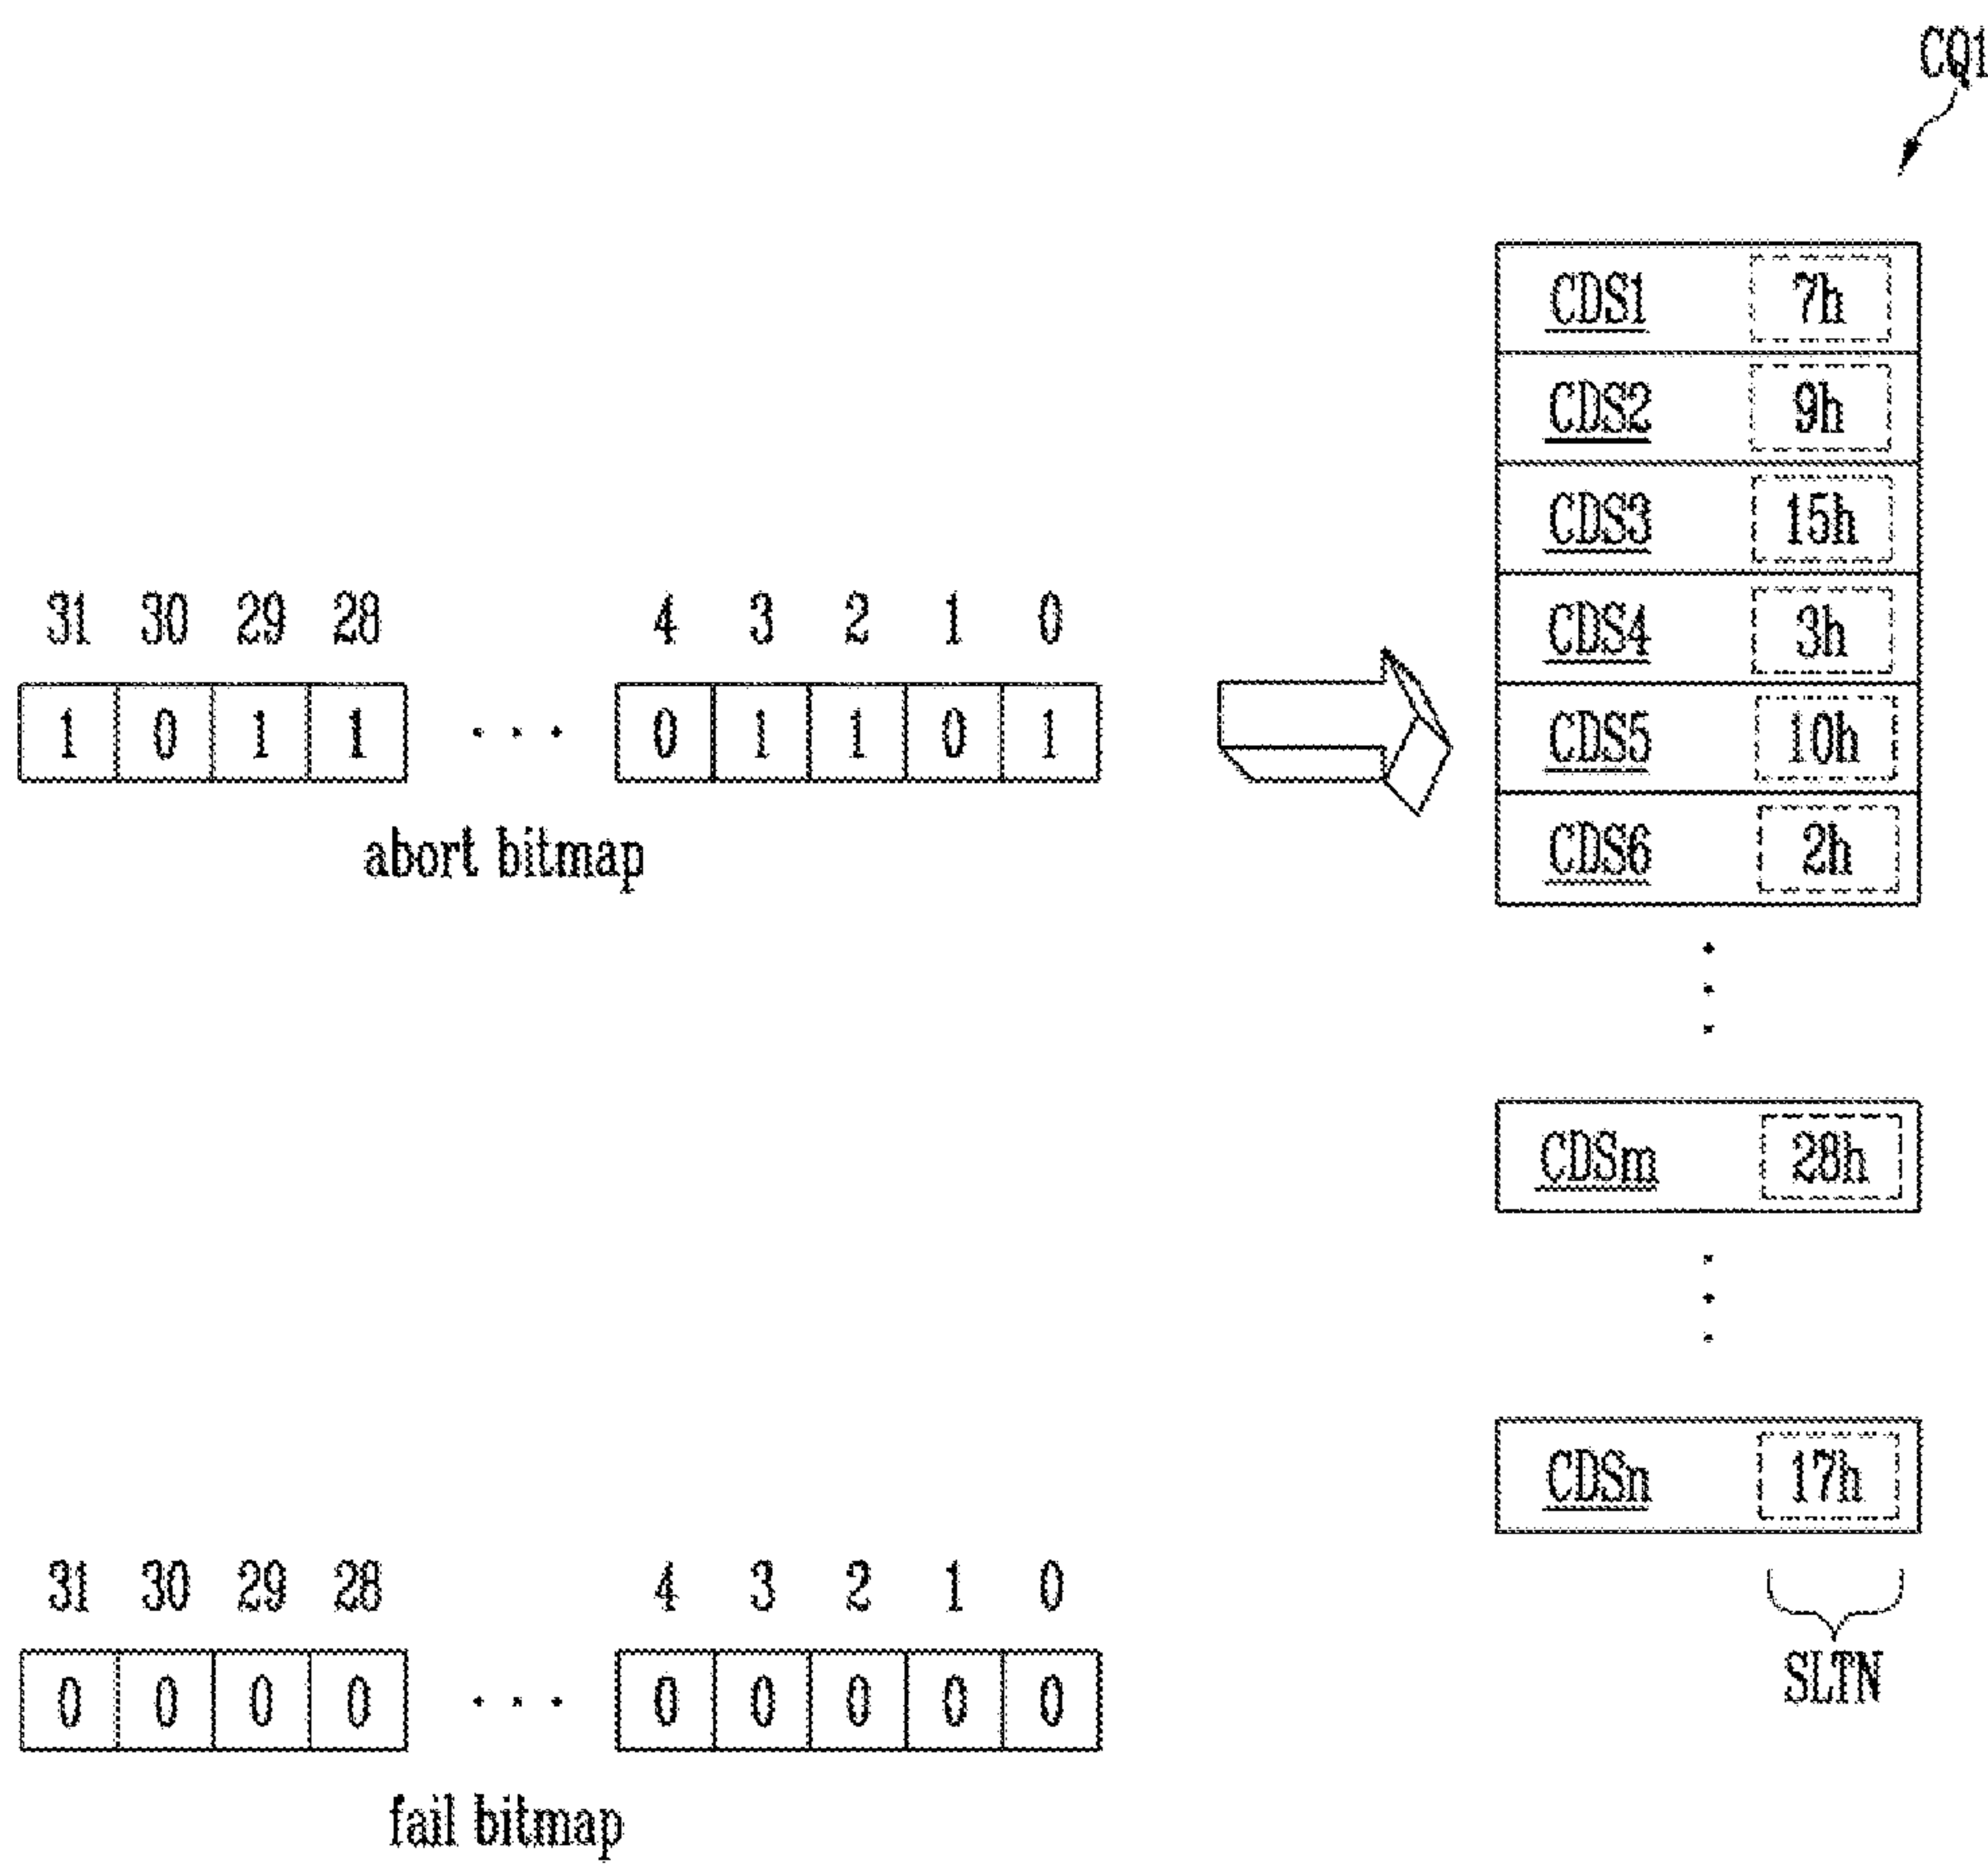 CQ1
CDS1 7h
CDS2 9h
CDS3 15h
31 30 29 28 4 3 2 1 0
CDS4 3h
1 0 1 1 ... 0 1 1 0 1
CDS5 10h
abort bitmap
CDS6 2h
CDSm 28h
CDSn 17h
31 30 29 28 4 3 2 1 0
SLTN
0 0 0 0 ... 0 0 0 0 0
fail bitmap